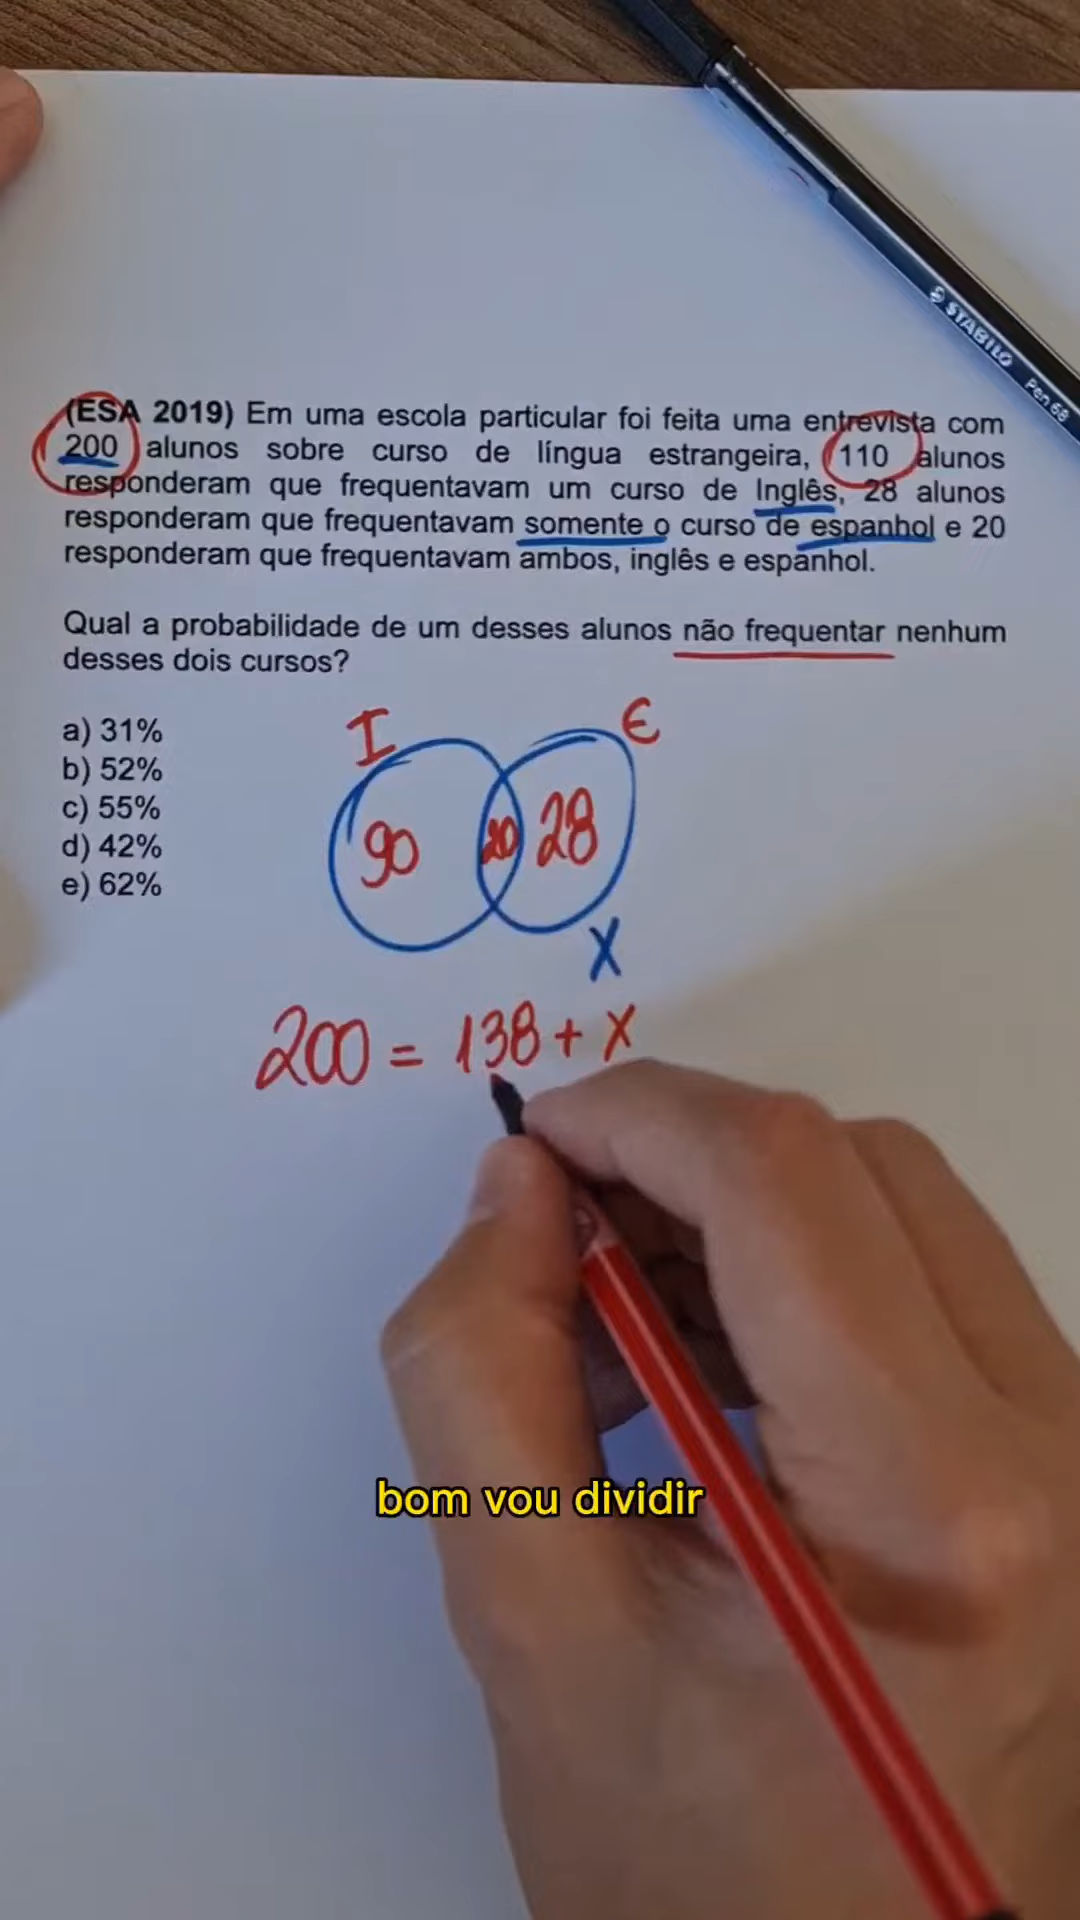 STABILO Pen 68
(ESA 2019) Em uma escola particular foi feita uma entrevista com
200 alunos sobre curso de língua estrangeira, 110 alunos
responderam que frequentavam um curso de Inglês, 28 alunos
responderam que frequentavam somente o curso de espanhol e 20
responderam que frequentavam ambos, inglês e espanhol.
Qual a probabilidade de um desses alunos não frequentar nenhum
desses dois cursos?
a) 31%
b) 52%
c) 55%
d) 42%
e) 62%
I E
90 20 28
X
200 = 138 + x
bom vou dividir